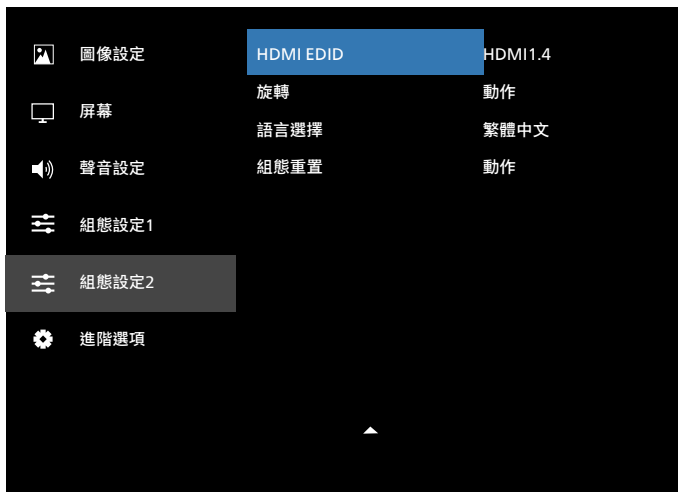 圖像設定
屏幕
聲音設定
組態設定1
組態設定2
進階選項
HDMI EDID HDMI1.4
旋轉 動作
語言選擇 繁體中文
組態重置 動作